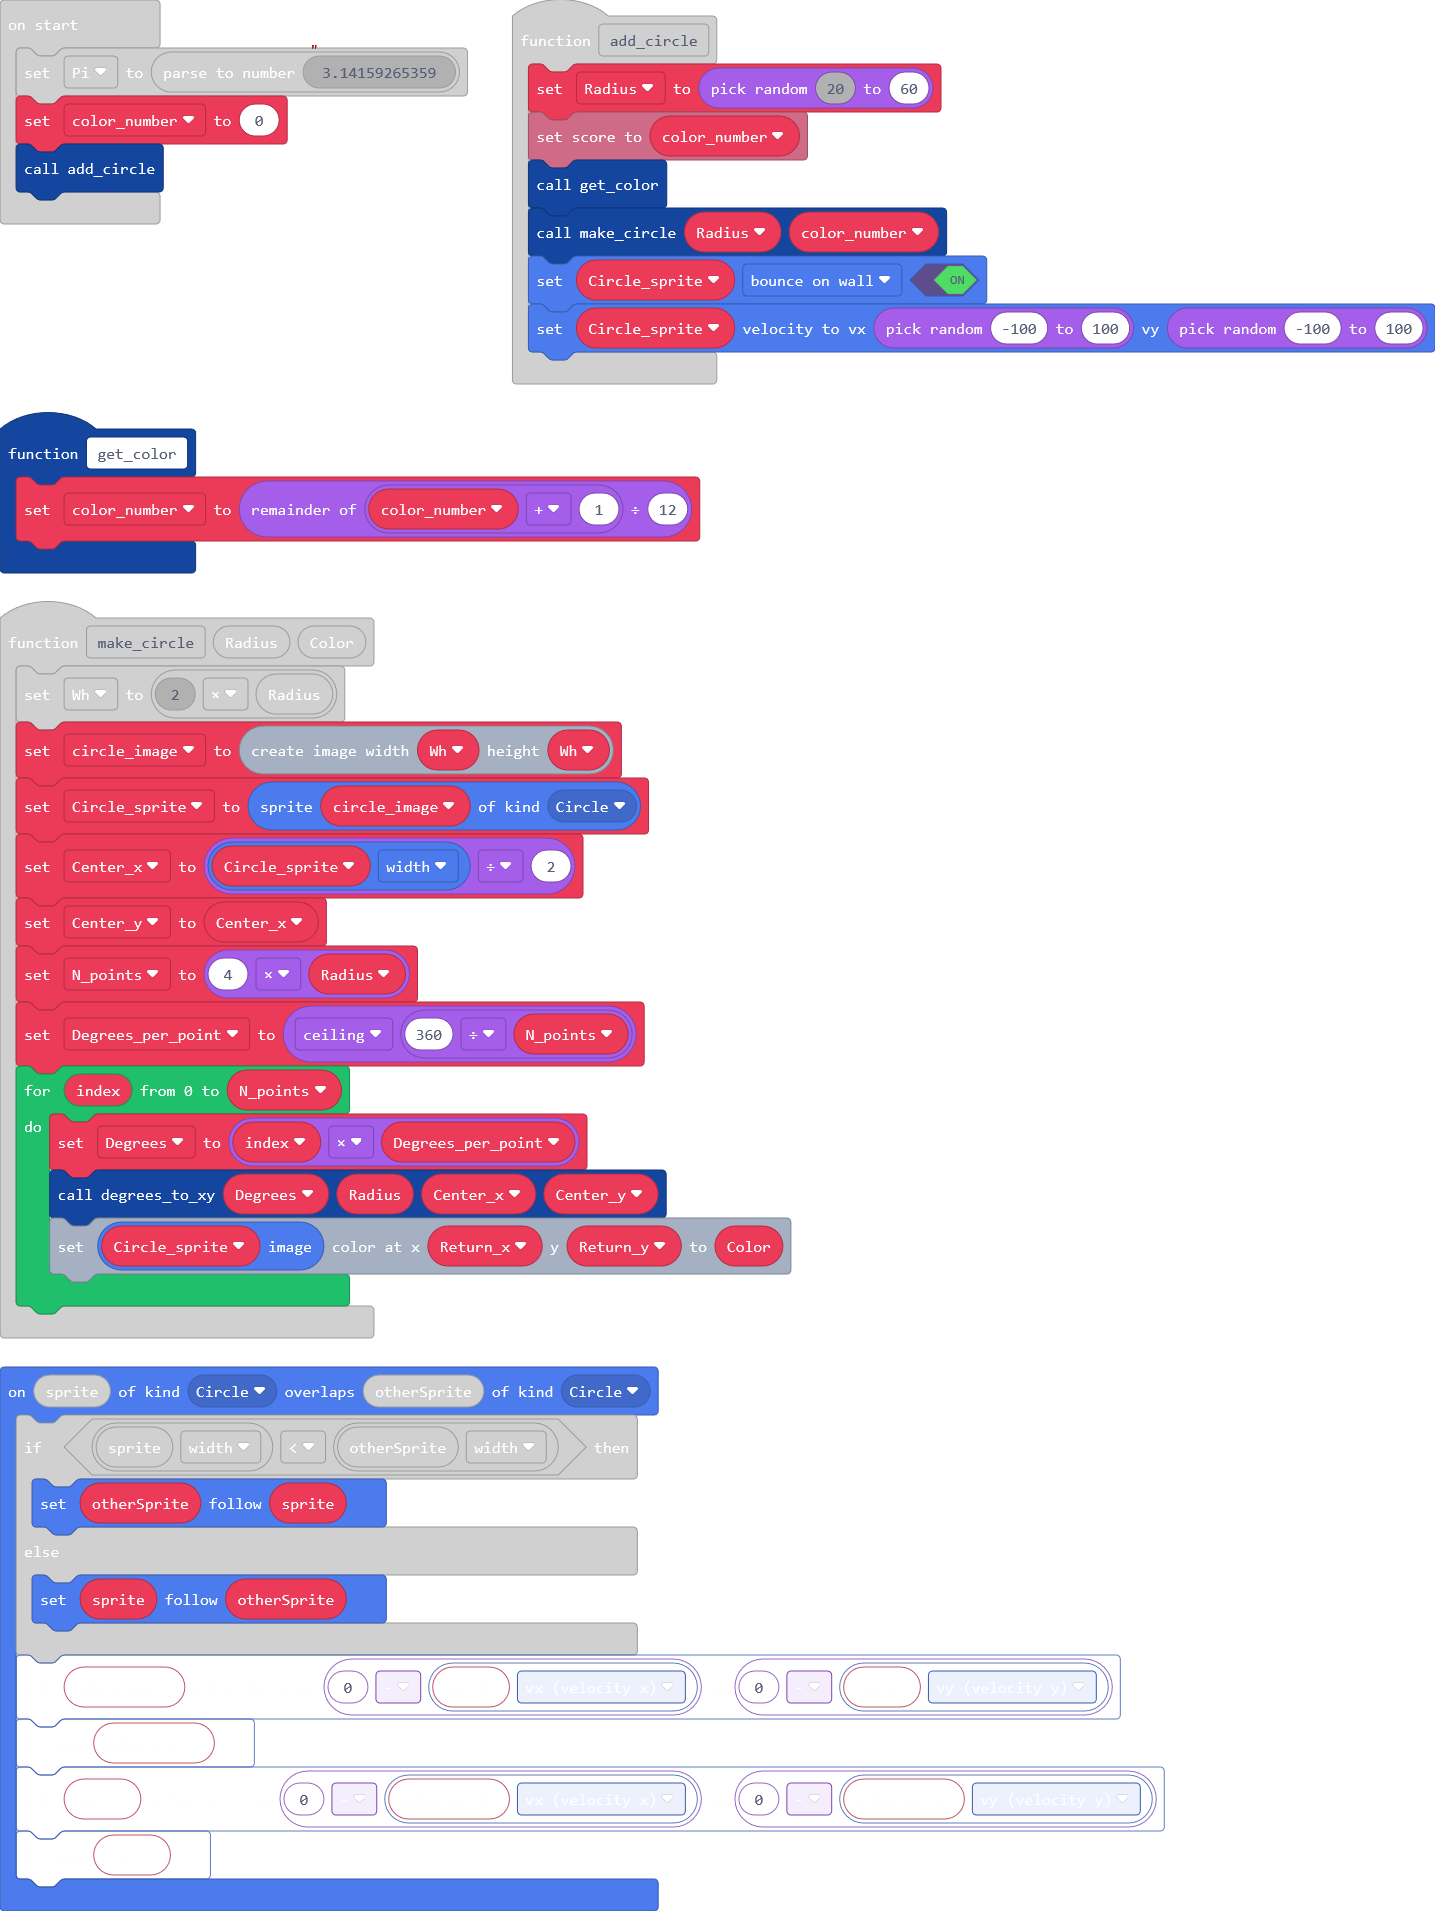 on start
set Pi to parse to number " 3.14159265359
set color_number to 0
call add_circle
function add_circle
set Radius to pick random 20 to 60
set score to color_number
call get_color
call make_circle Radius color_number
set Circle_sprite bounce on wall ON
set Circle_sprite velocity to vx pick random -100 to 100 vy pick random -100 to 100
function get_color
set color_number to remainder of color_number + 1 ÷ 12
function make_circle Radius Color
set Wh to 2 × Radius
set circle_image to create image width Wh height Wh
set Circle_sprite to sprite circle_image of kind Circle
set Center_x to Circle_sprite width ÷ 2
set Center_y to Center_x
set N_points to 4 × Radius
set Degrees_per_point to ceiling 360 ÷ N_points
for index from 0 to N_points
do
set Degrees to index × Degrees_per_point
call degrees_to_xy Degrees Radius Center_x Center_y
set Circle_sprite image color at x Return_x y Return_y to Color
on sprite of kind Circle overlaps otherSprite of kind Circle
if sprite width < otherSprite width then
set otherSprite follow sprite
else
set sprite follow otherSprite
0 - vx (velocity x) 0 - vy (velocity y)
0 - vx (velocity x) 0 - vy (velocity y)